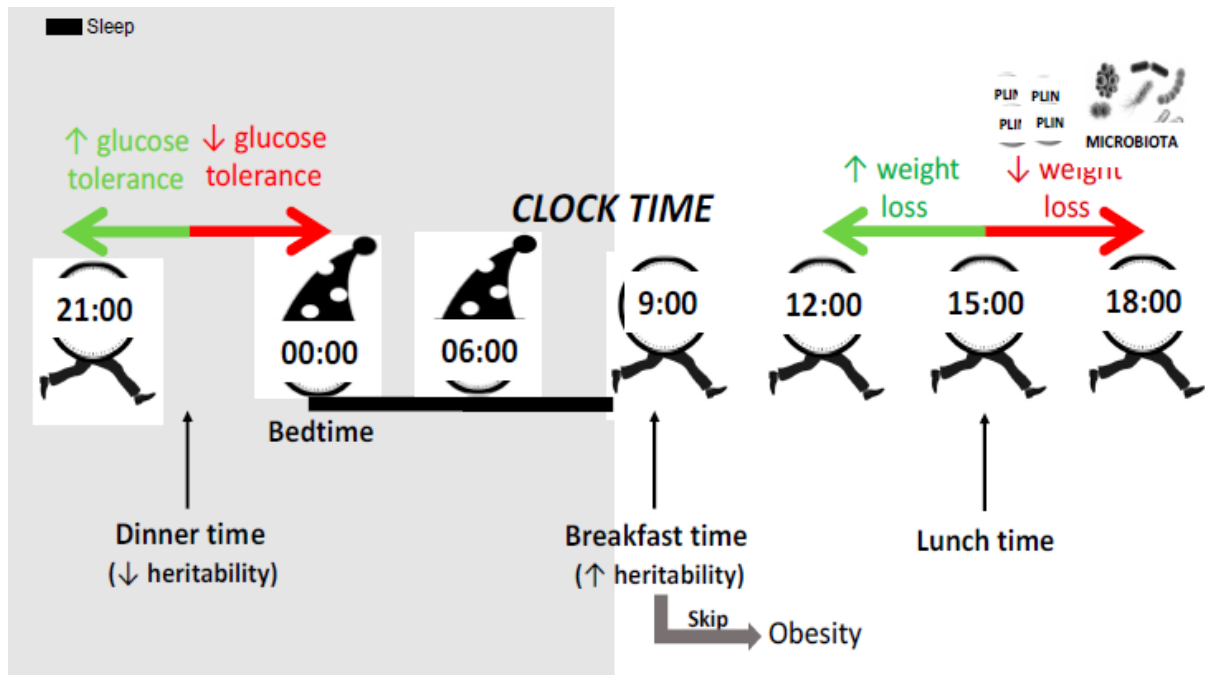 Sleep
↑ glucose
tolerance
↓ glucose
tolerance
CLOCK TIME
PLIN PLIN
PLIN PLIN
MICROBIOTA
↑ weight
loss
↓ weight
loss
21:00
00:00
06:00
9:00
12:00
15:00
18:00
Bedtime
Dinner time
(↓ heritability)
Breakfast time
(↑ heritability)
Lunch time
Skip
Obesity